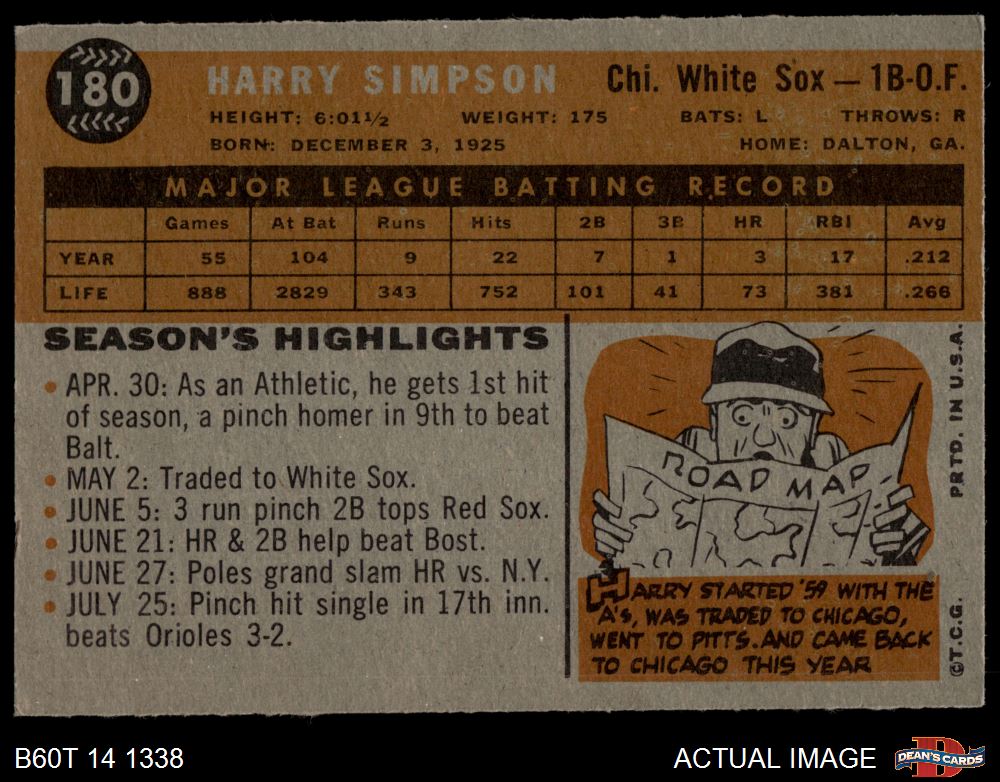 180
HARRY SIMPSON Chi. White Sox — 1B-O.F.
HEIGHT: 6:01½ WEIGHT: 175 BATS: L THROWS: R
BORN: DECEMBER 3, 1925 HOME: DALTON, GA.
MAJOR LEAGUE BATTING RECORD
Games At Bat Runs Hits 2B 3B HR RBI Avg
YEAR 55 104 9 22 7 1 3 17 .212
LIFE 888 2829 343 752 101 41 73 381 .266
SEASON'S HIGHLIGHTS
• APR. 30: As an Athletic, he gets 1st hit
of season, a pinch homer in 9th to beat
Balt.
• MAY 2: Traded to White Sox.
• JUNE 5: 3 run pinch 2B tops Red Sox.
• JUNE 21: HR & 2B help beat Bost.
• JUNE 27: Poles grand slam HR vs. N.Y.
• JULY 25: Pinch hit single in 17th inn.
beats Orioles 3-2.
ROAD MAP
HARRY STARTED '59 WITH THE
A's, WAS TRADED TO CHICAGO,
WENT TO PITTS. AND CAME BACK
TO CHICAGO THIS YEAR
©T.C.G. PRTD. IN U.S.A.
B60T 14 1338
ACTUAL IMAGE
D
DEAN'S CARDS